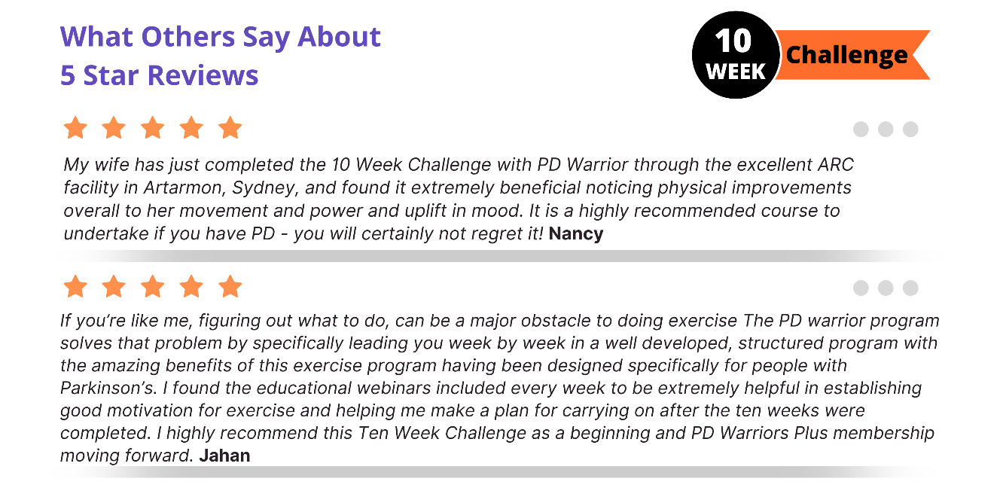 What Others Say About
5 Star Reviews
10
WEEK
Challenge
My wife has just completed the 10 Week Challenge with PD Warrior through the excellent ARC
facility in Artarmon, Sydney, and found it extremely beneficial noticing physical improvements
overall to her movement and power and uplift in mood. It is a highly recommended course to
undertake if you have PD - you will certainly not regret it! Nancy
If you’re like me, figuring out what to do, can be a major obstacle to doing exercise The PD warrior program
solves that problem by specifically leading you week by week in a well developed, structured program with
the amazing benefits of this exercise program having been designed specifically for people with
Parkinson’s. I found the educational webinars included every week to be extremely helpful in establishing
good motivation for exercise and helping me make a plan for carrying on after the ten weeks were
completed. I highly recommend this Ten Week Challenge as a beginning and PD Warriors Plus membership
moving forward. Jahan